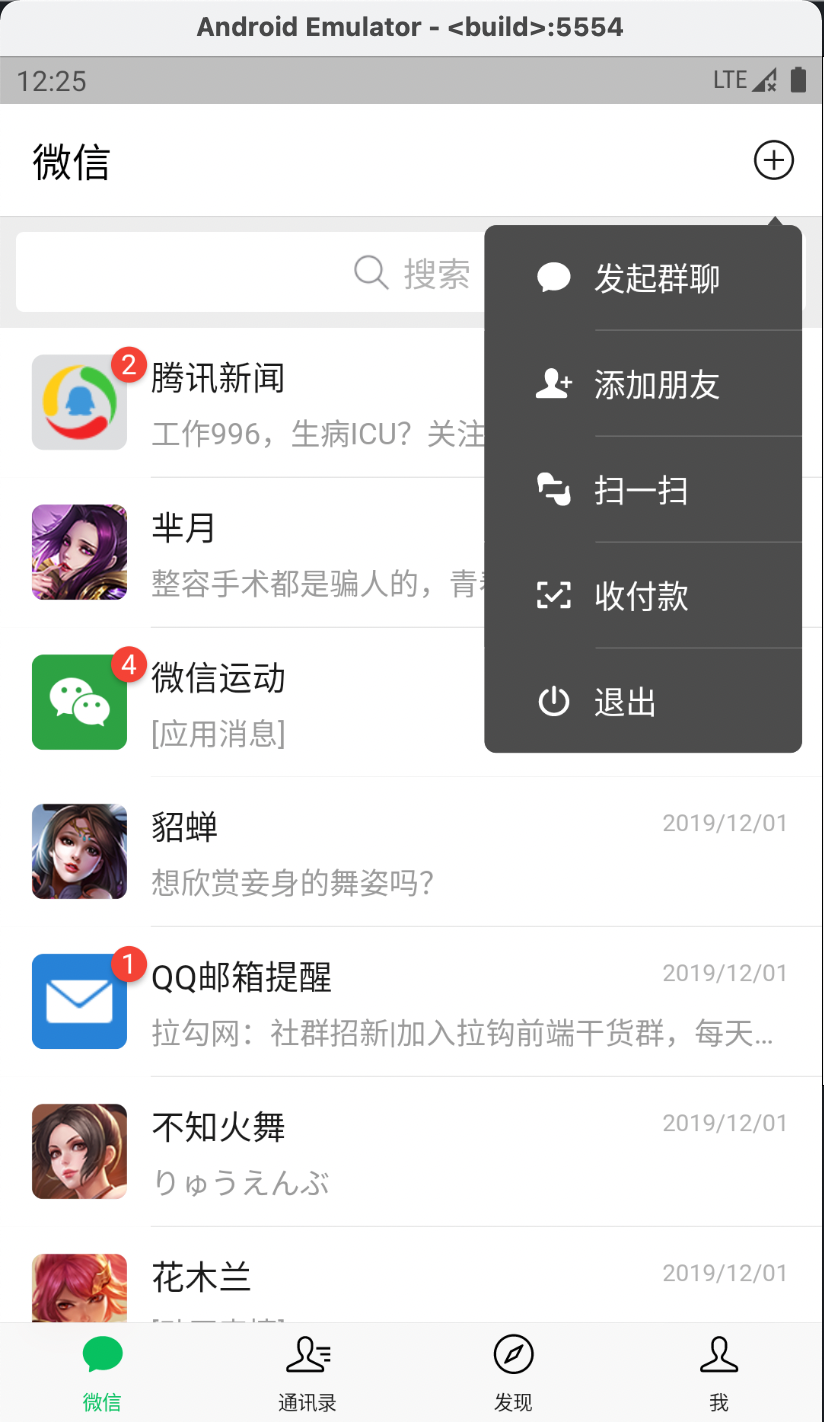 Android Emulator - <build>:5554
12:25
LTE
微信
搜索
发起群聊
添加朋友
扫一扫
收付款
退出
2
腾讯新闻
工作996，生病ICU？关注
芈月
整容手术都是骗人的，青
4
微信运动
[应用消息]
貂蝉
2019/12/01
想欣赏妾身的舞姿吗？
1
QQ邮箱提醒
2019/12/01
拉勾网：社群招新|加入拉钩前端干货群，每天...
不知火舞
2019/12/01
りゅうえんぶ
花木兰
2019/12/01
微信
通讯录
发现
我